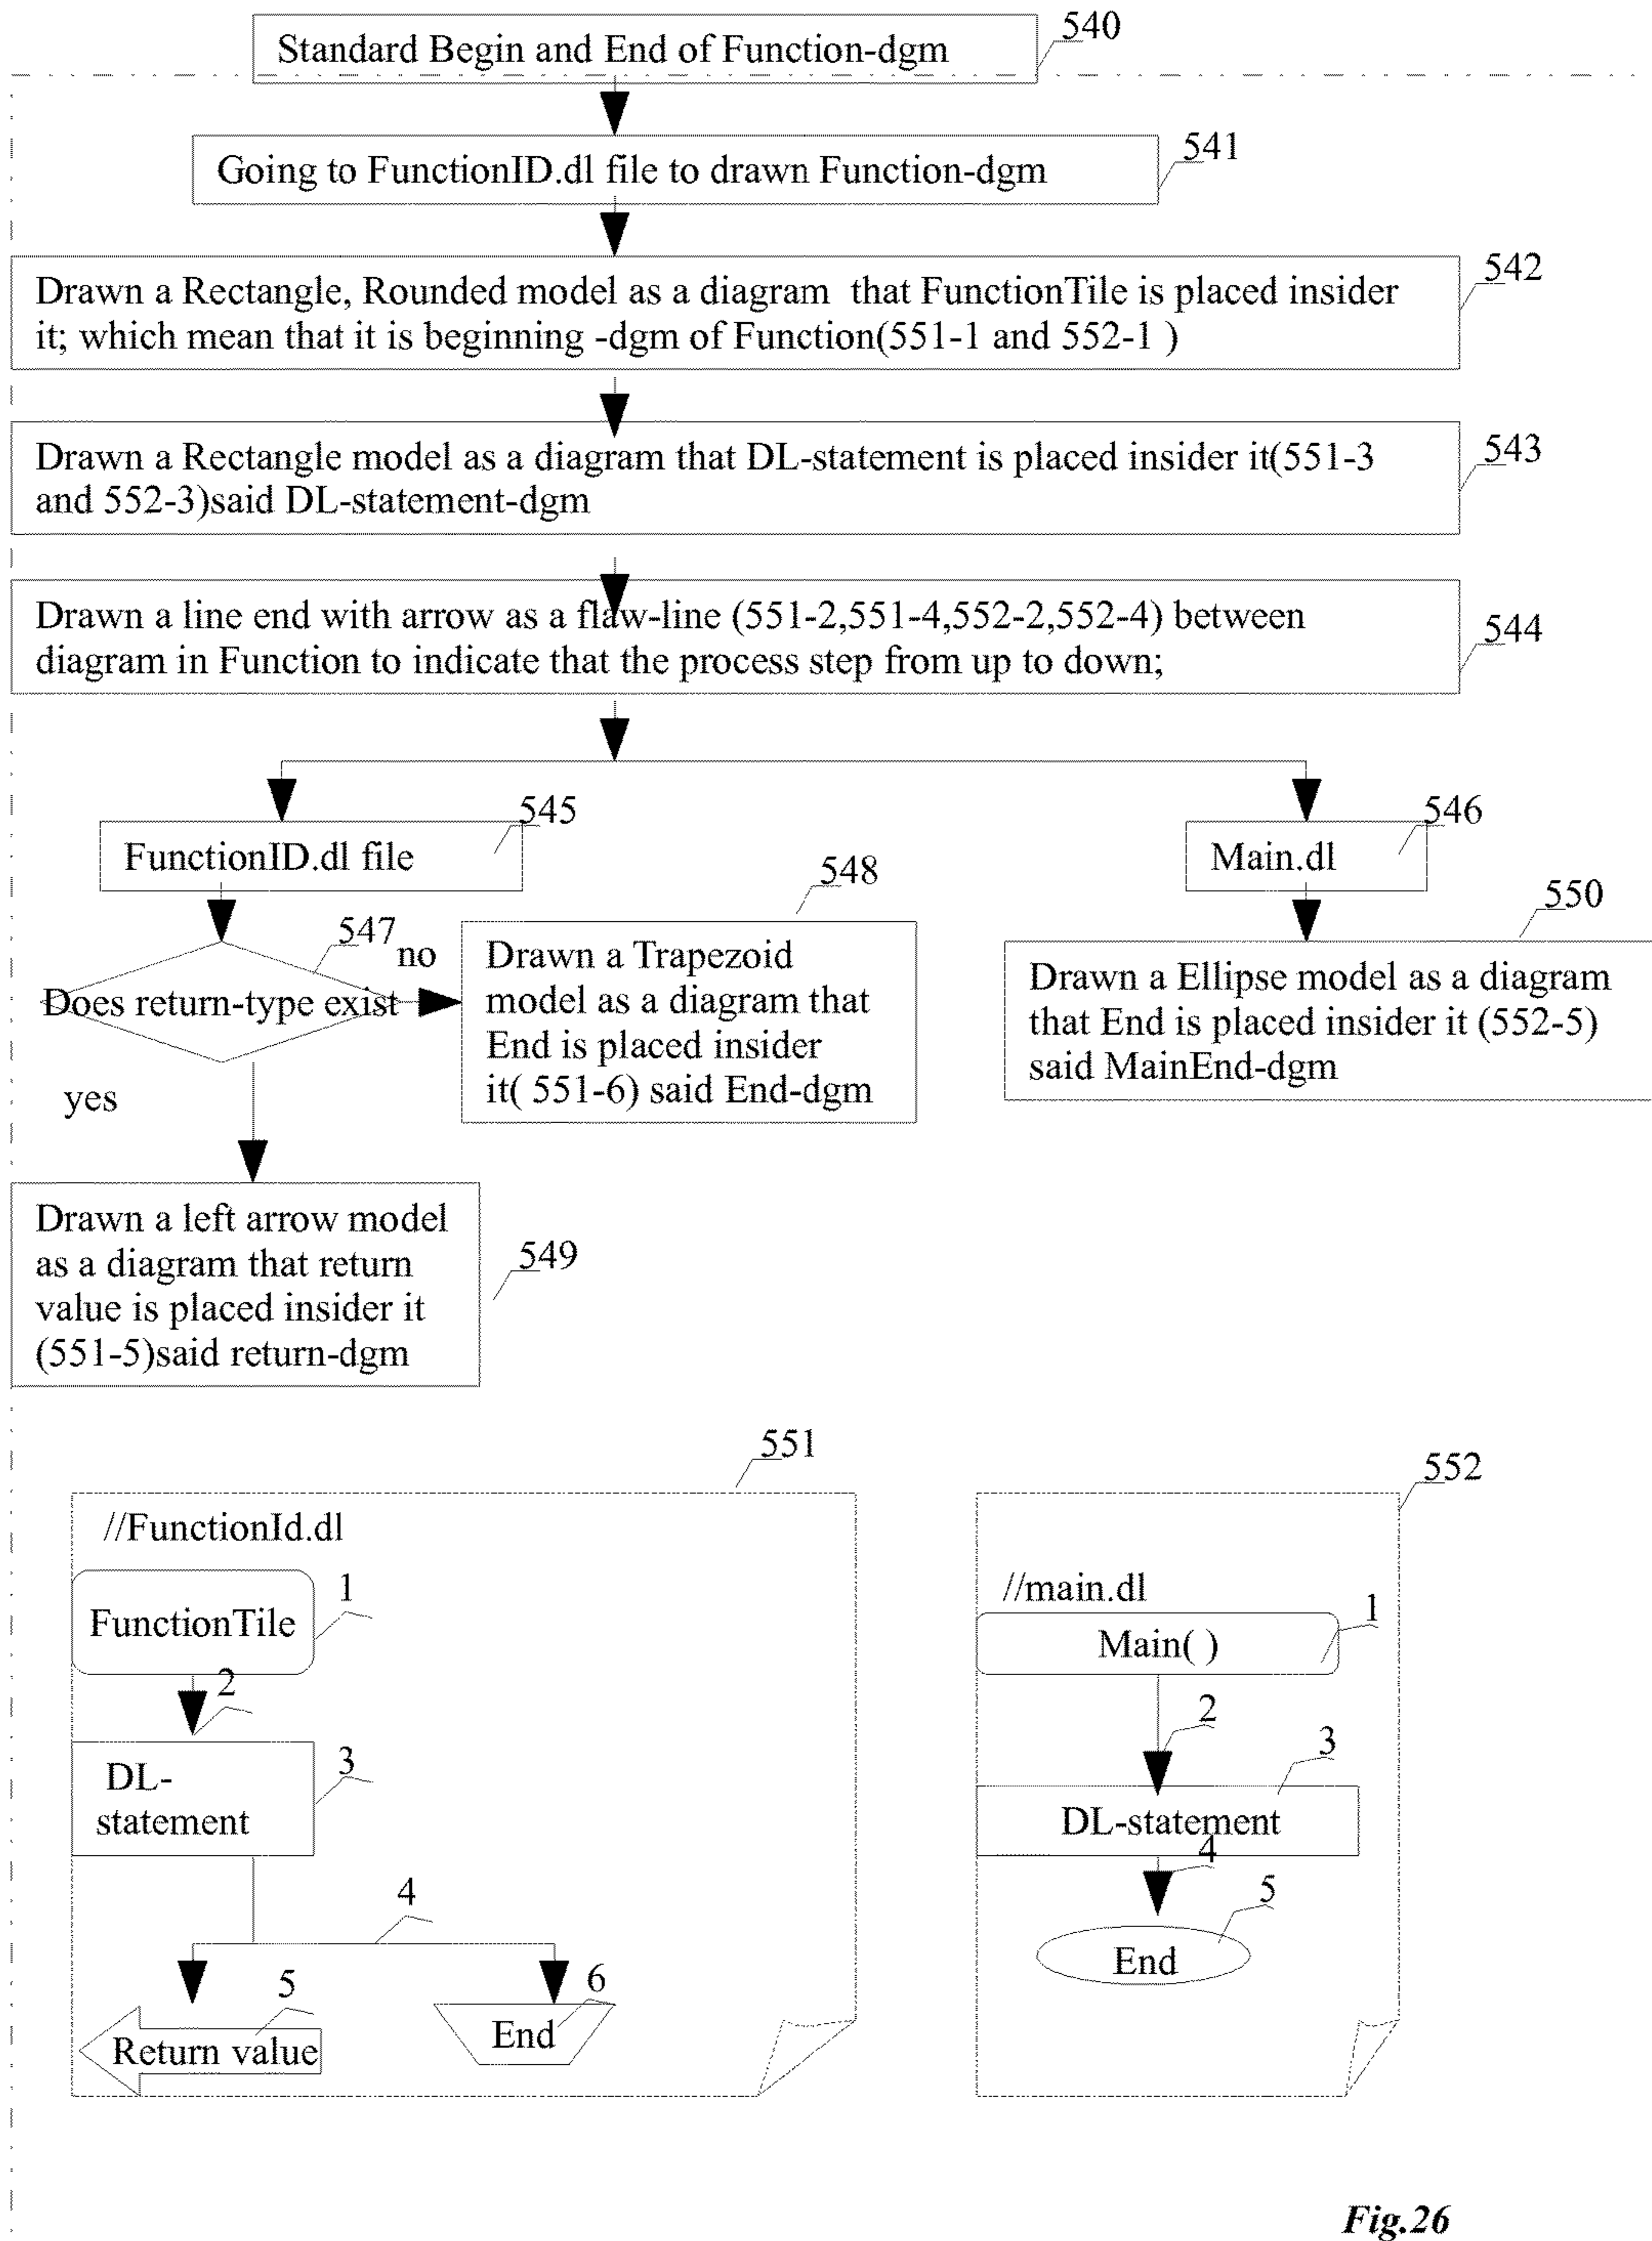 Standard Begin and End of Function-dgm
540
Going to FunctionID.dl file to drawn Function-dgm
541
Drawn a Rectangle, Rounded model as a diagram that FunctionTile is placed insider
it; which mean that it is beginning -dgm of Function(551-1 and 552-1 )
542
Drawn a Rectangle model as a diagram that DL-statement is placed insider it(551-3
and 552-3)said DL-statement-dgm
543
Drawn a line end with arrow as a flaw-line (551-2,551-4,552-2,552-4) between
diagram in Function to indicate that the process step from up to down;
544
545
FunctionID.dl file
546
Main.dl
547
no
Does return-type exist
yes
548
Drawn a Trapezoid
model as a diagram that
End is placed insider
it( 551-6) said End-dgm
550
Drawn a Ellipse model as a diagram
that End is placed insider it (552-5)
said MainEnd-dgm
Drawn a left arrow model
as a diagram that return
value is placed insider it
(551-5)said return-dgm
549
551
//FunctionId.dl
FunctionTile
1
2
DL-
statement
3
4
5
Return value
6
End
552
//main.dl
Main( )
1
2
3
DL-statement
4
5
End
Fig.26